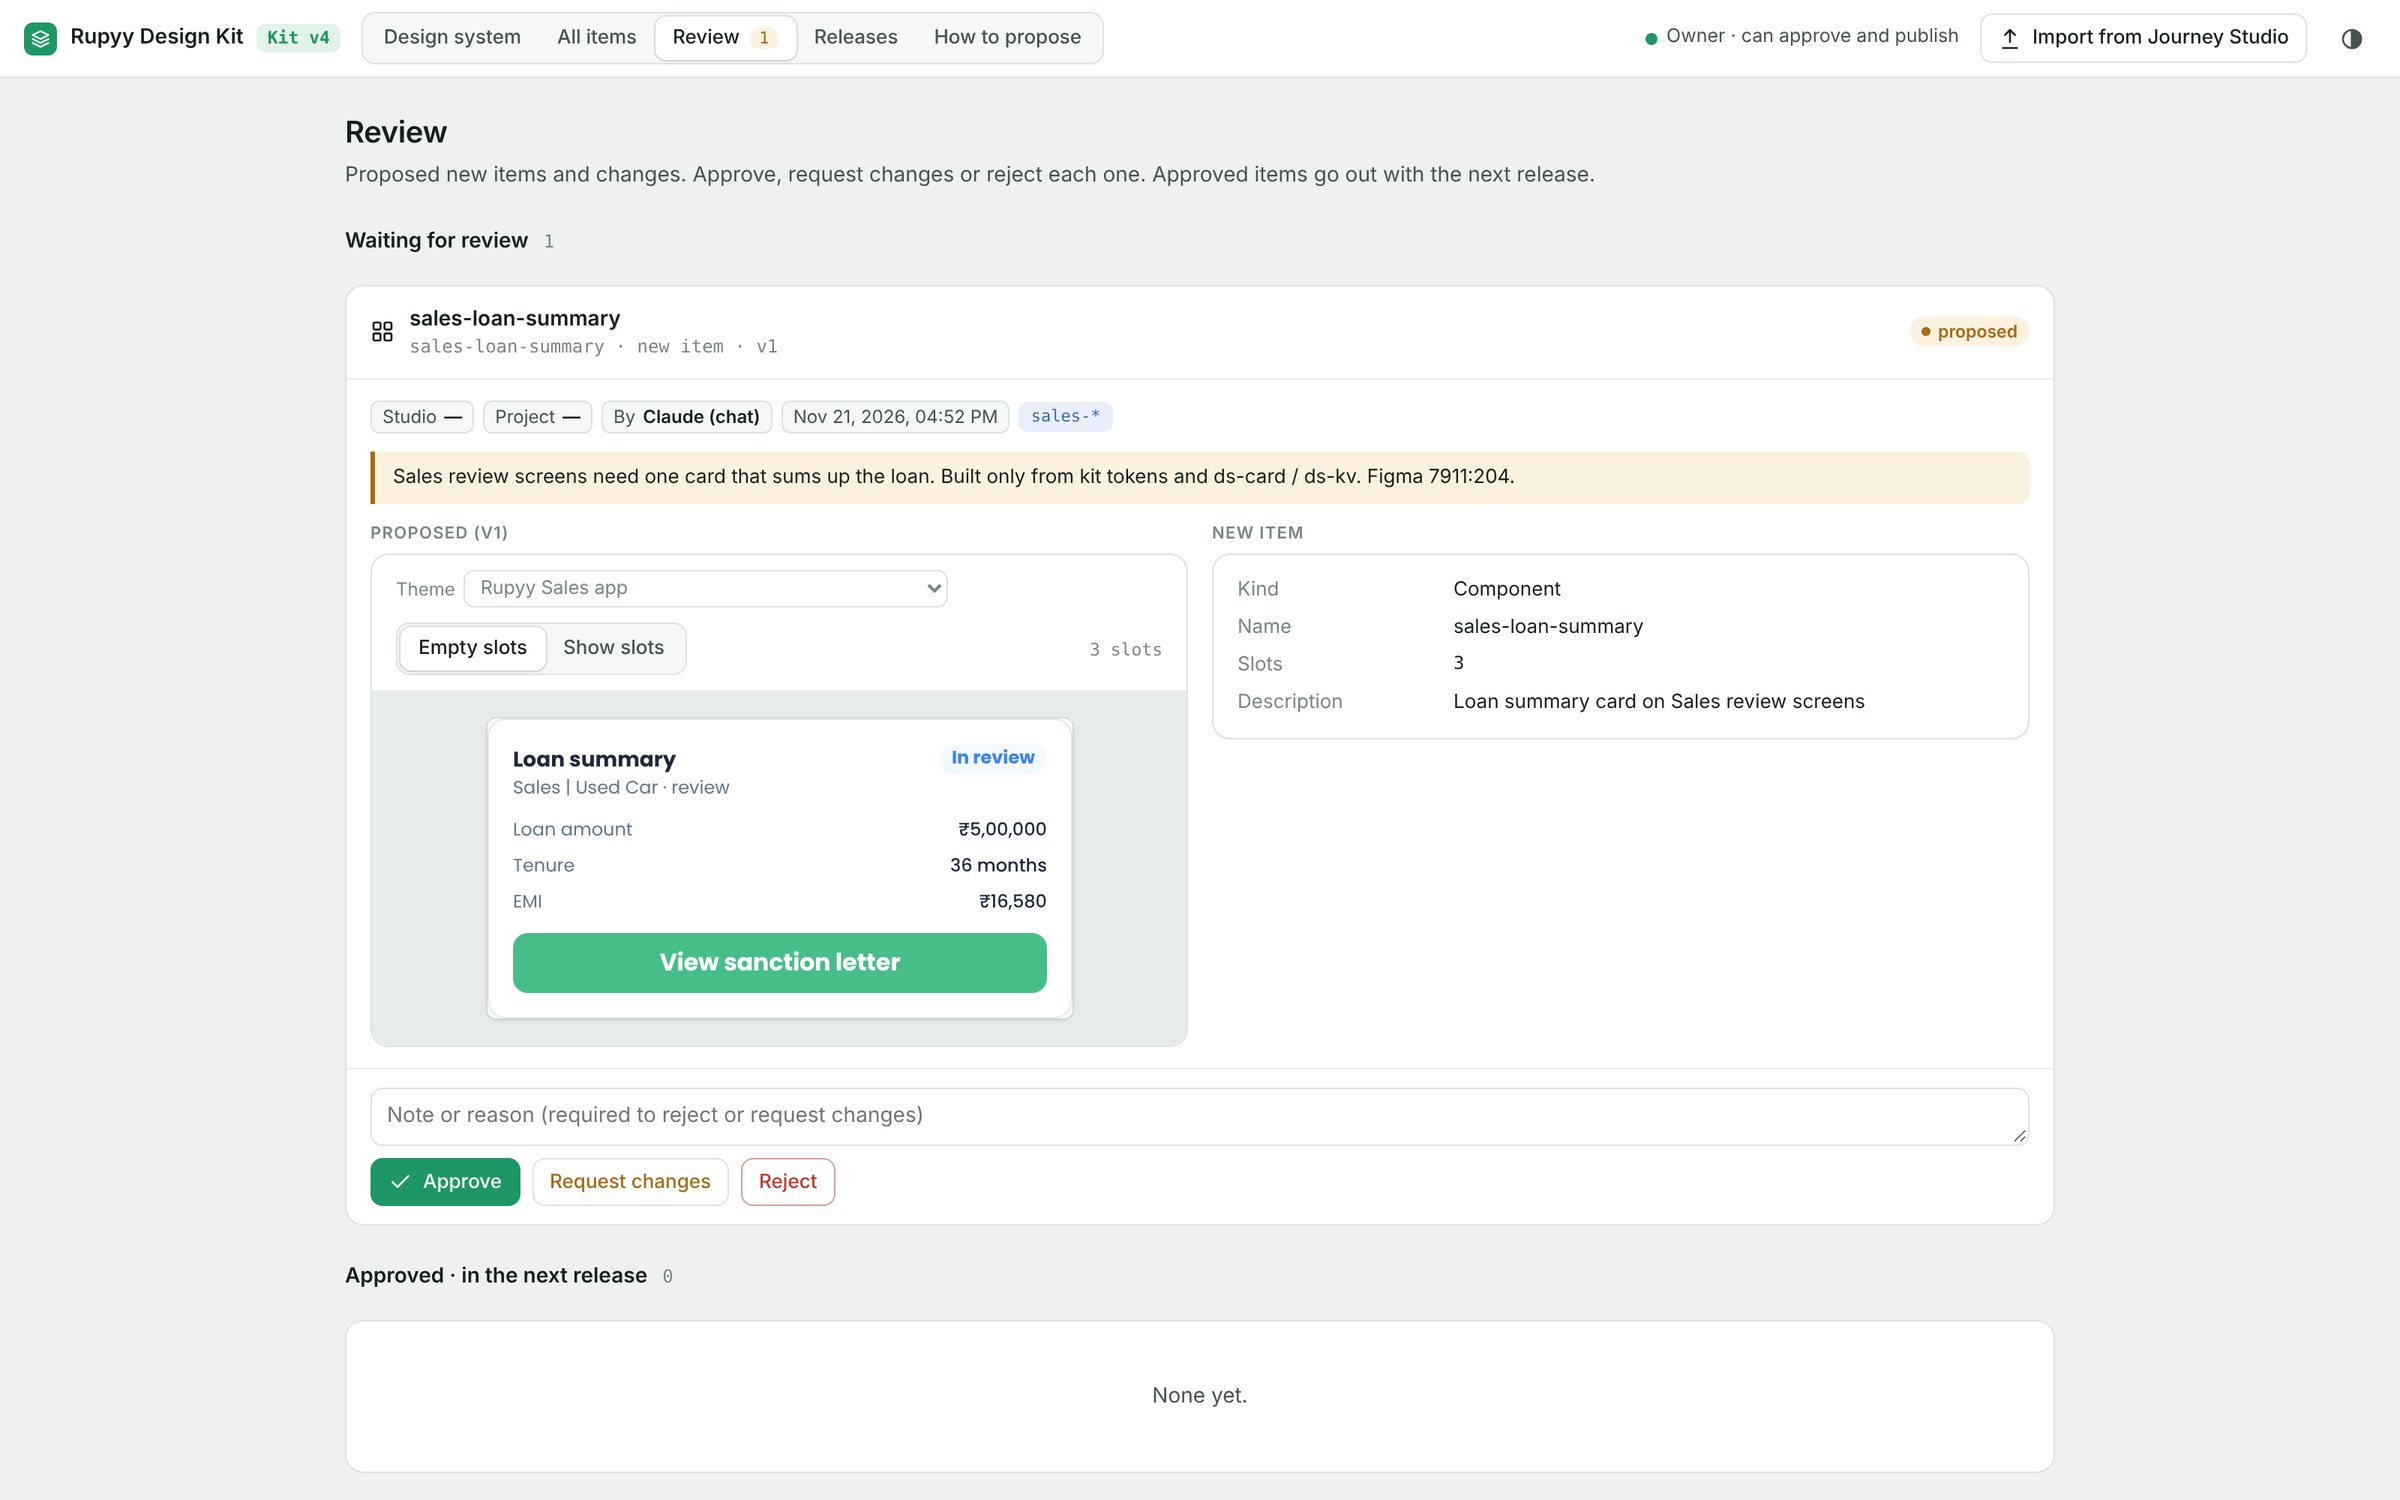 Rupyy Design Kit Kit v4 Design system All items Review 1 Releases How to propose Owner · can approve and publish Import from Journey Studio
Review
Proposed new items and changes. Approve, request changes or reject each one. Approved items go out with the next release.
Waiting for review 1
sales-loan-summary
sales-loan-summary · new item · v1
proposed
Studio — Project — By Claude (chat) Nov 21, 2026, 04:52 PM sales-*
Sales review screens need one card that sums up the loan. Built only from kit tokens and ds-card / ds-kv. Figma 7911:204.
PROPOSED (V1)
Theme Rupyy Sales app
Empty slots Show slots 3 slots
Loan summary In review
Sales | Used Car · review
Loan amount ₹5,00,000
Tenure 36 months
EMI ₹16,580
View sanction letter
NEW ITEM
Kind Component
Name sales-loan-summary
Slots 3
Description Loan summary card on Sales review screens
Note or reason (required to reject or request changes)
Approve Request changes Reject
Approved · in the next release 0
None yet.